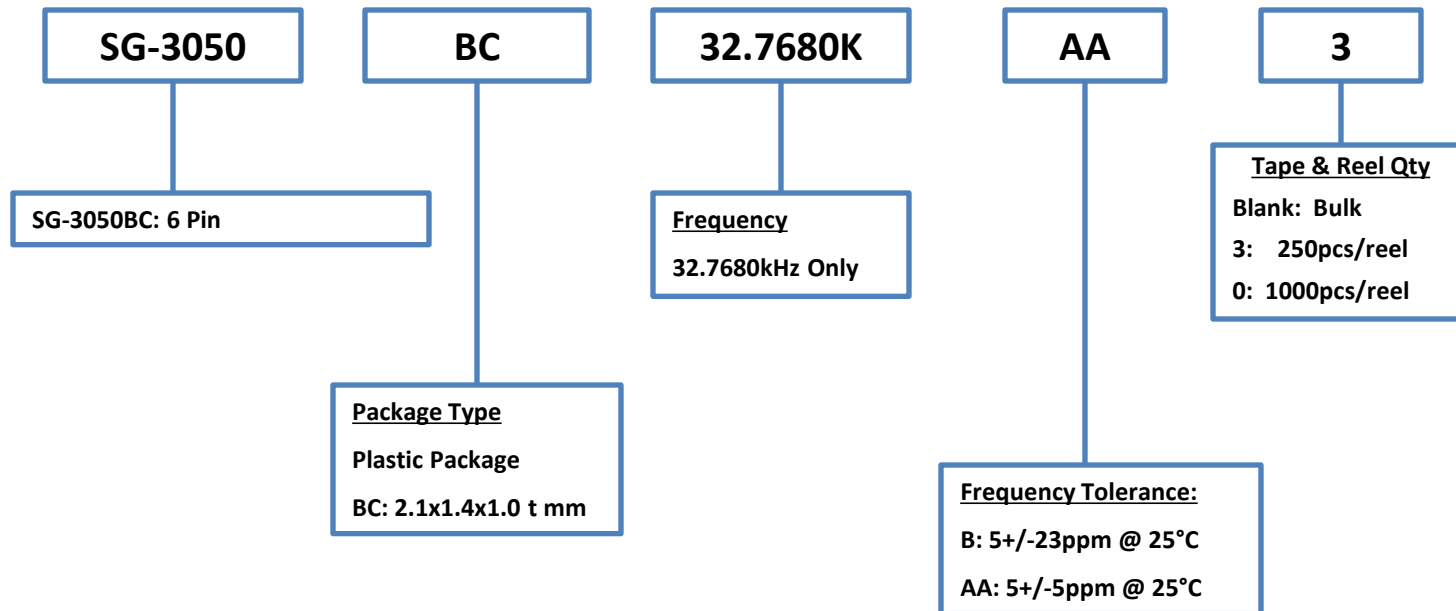 SG-3050
BC
32.7680K
AA
3
SG-3050BC: 6 Pin
Package Type
Plastic Package
BC: 2.1x1.4x1.0 t mm
Frequency
32.7680kHz Only
Frequency Tolerance:
B: 5+/-23ppm @ 25°C
AA: 5+/-5ppm @ 25°C
Tape & Reel Qty
Blank: Bulk
3: 250pcs/reel
0: 1000pcs/reel